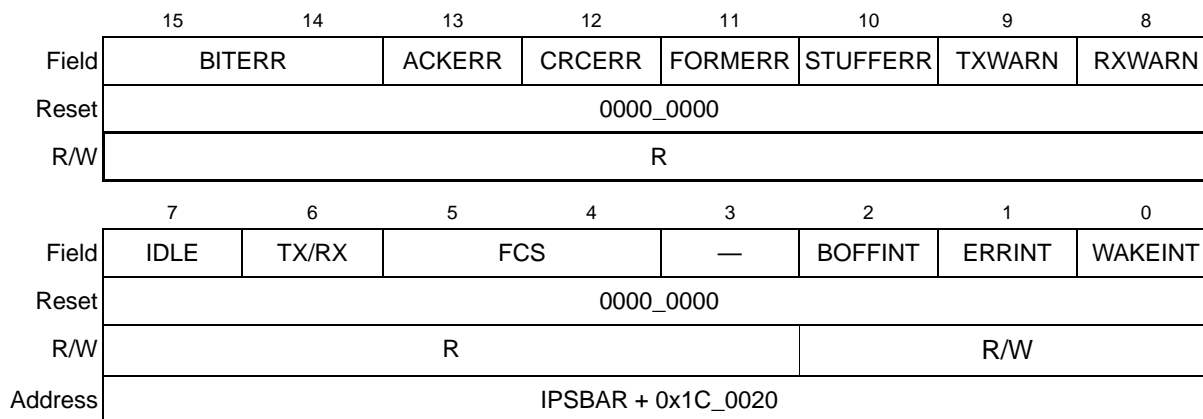 15 14 13 12 11 10 9 8
Field BITERR ACKERR CRCERR FORMERR STUFFERR TXWARN RXWARN
Reset 0000_0000
R/W R
7 6 5 4 3 2 1 0
Field IDLE TX/RX FCS — BOFFINT ERRINT WAKEINT
Reset 0000_0000
R/W R R/W
Address IPSBAR + 0x1C_0020